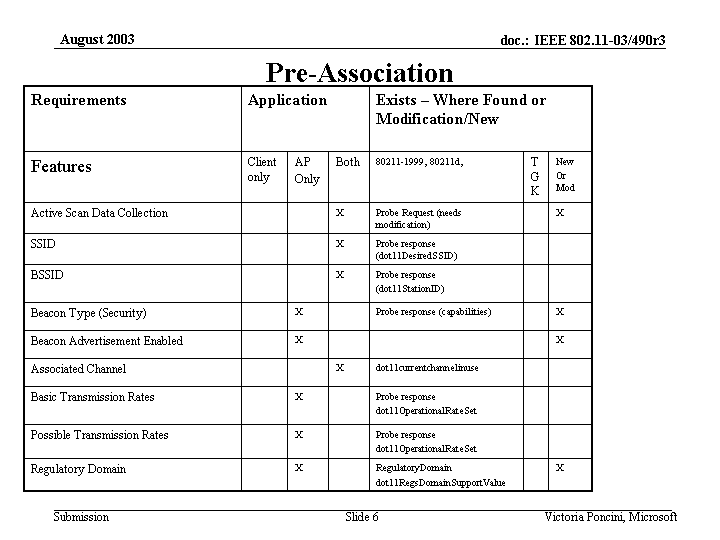 August 2003
doc.: IEEE 802.11-03/490r3
Pre-Association
Requirements
Application
Exists – Where Found or
Modification/New
Features
Client
only
AP
Only
Both
80211-1999, 80211d,
T
G
K
New
Or
Mod
Active Scan Data Collection
X
Probe Request (needs
modification)
X
SSID
X
Probe response
(dot11DesiredSSID)
BSSID
X
Probe response
(dot11StationID)
Beacon Type (Security)
X
Probe response (capabilities)
X
Beacon Advertisement Enabled
X
X
Associated Channel
X
dot11currentchannelinuse
Basic Transmission Rates
X
Probe response
dot11OperationalRateSet
Possible Transmission Rates
X
Probe response
dot11OperationalRateSet
Regulatory Domain
X
RegulatoryDomain
dot11RegsDomainSupportValue
X
Submission
Slide 6
Victoria Poncini, Microsoft